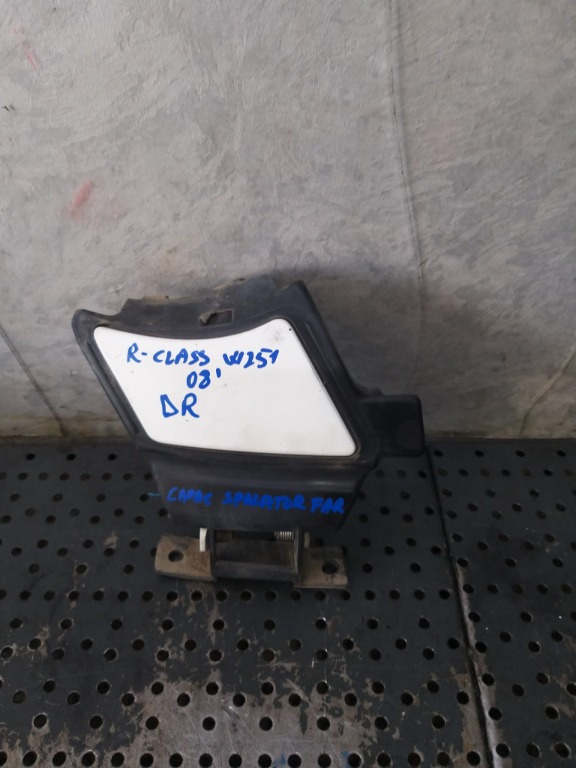 R-CLASS W251
08'
DR
CAPAC SPALATOR FAR